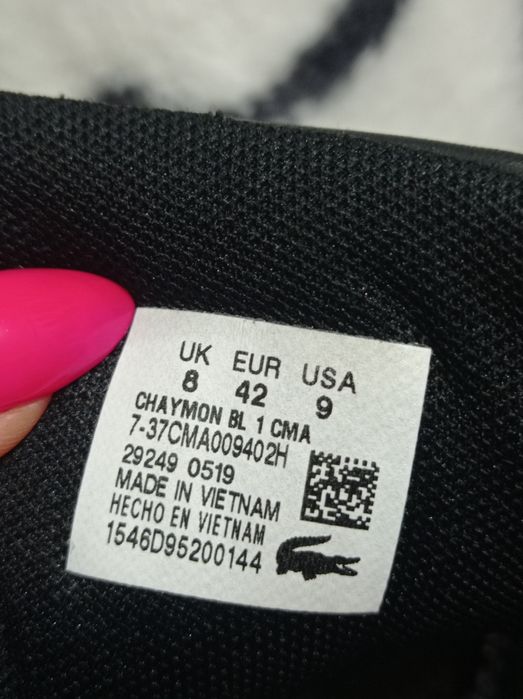 UK EUR USA
8 42 9
CHAYMON BL 1 CMA
7-37CMA009402H
29249 0519
MADE IN VIETNAM
HECHO EN VIETNAM
1546D95200144